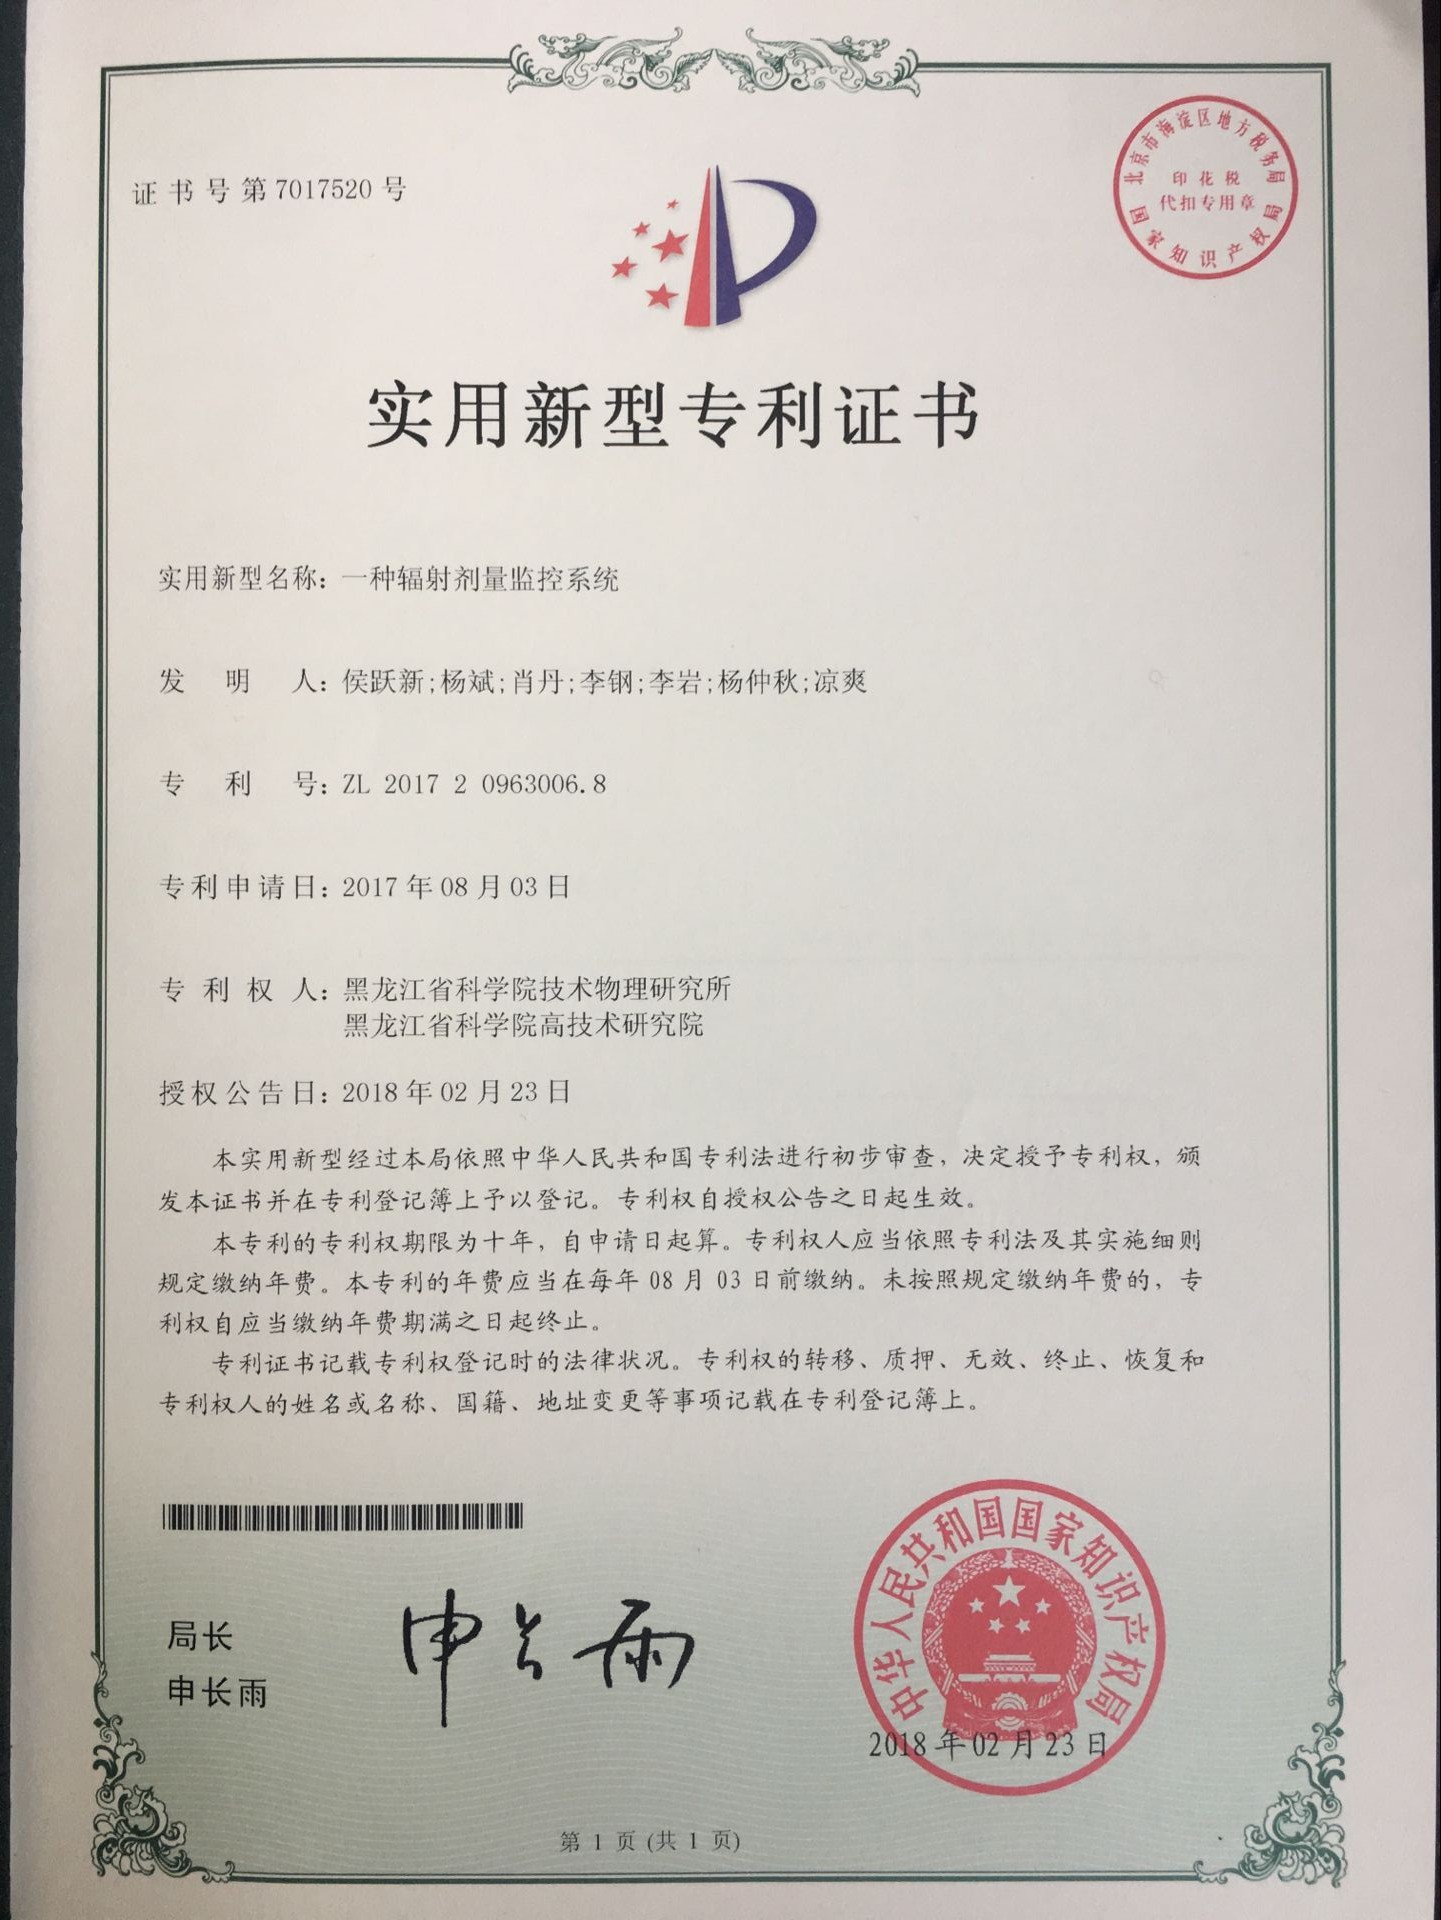 证书号第7017520号
北京市海淀区地方税务局
印花税
代扣专用章
国家知识产权局
实用新型专利证书
实用新型名称：一种辐射剂量监控系统
发明人：侯跃新;杨斌;肖丹;李钢;李岩;杨仲秋;凉爽
专利号：ZL 2017 2 0963006.8
专利申请日：2017年08月03日
专利权人：黑龙江省科学院技术物理研究所
黑龙江省科学院高技术研究院
授权公告日：2018年02月23日
本实用新型经过本局依照中华人民共和国专利法进行初步审查，决定授予专利权，颁
发本证书并在专利登记簿上予以登记。专利权自授权公告之日起生效。
本专利的专利权期限为十年，自申请日起算。专利权人应当依照专利法及其实施细则
规定缴纳年费。本专利的年费应当在每年08月03日前缴纳。未按照规定缴纳年费的，专
利权自应当缴纳年费期满之日起终止。
专利证书记载专利权登记时的法律状况。专利权的转移、质押、无效、终止、恢复和
专利权人的姓名或名称、国籍、地址变更等事项记载在专利登记簿上。
局长
申长雨
申长雨
中华人民共和国国家知识产权局
2018年02月23日
第1页(共1页)